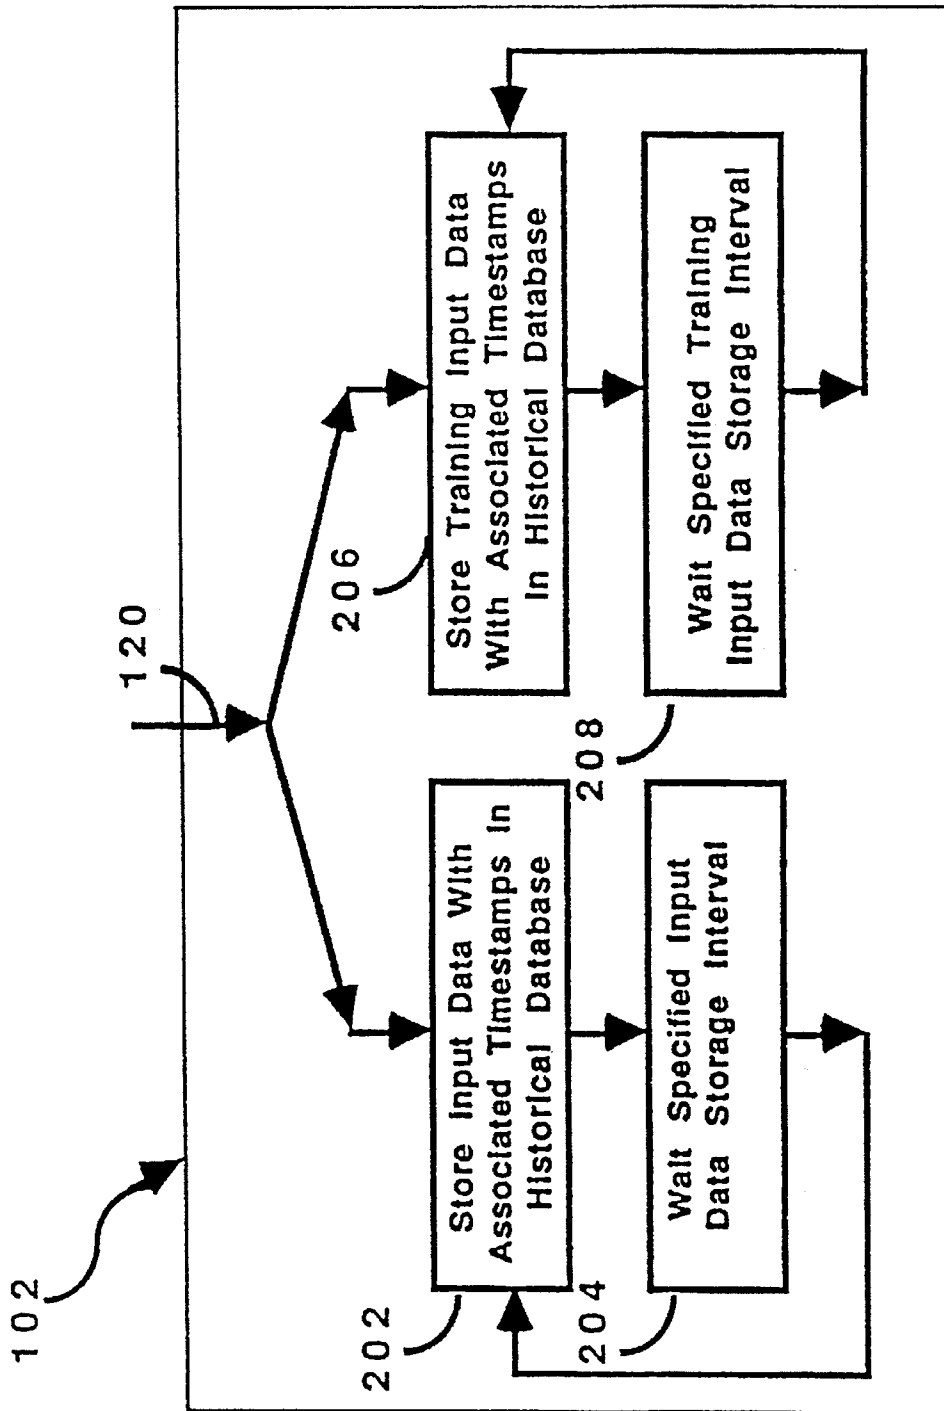 102
120
202
Store Input Data With
Associated Timestamps In
Historical Database
206
Store Training Input Data
With Associated Timestamps
In Historical Database
204
Wait Specified Input
Data Storage Interval
208
Wait Specified Training
Input Data Storage Interval